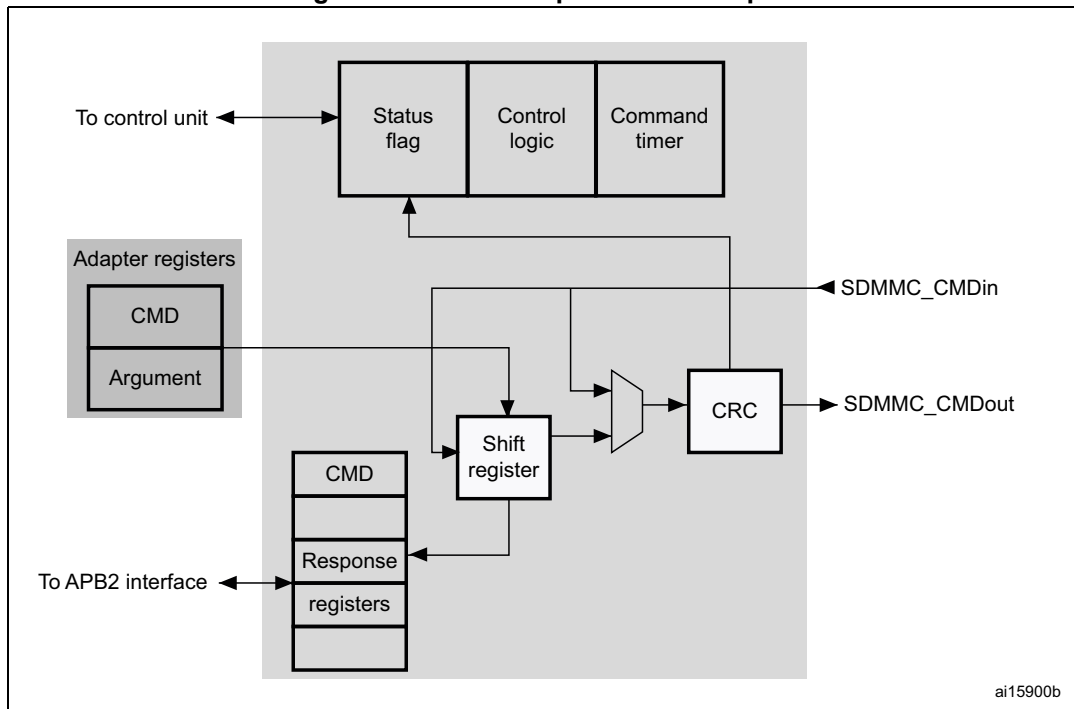 To control unit
Status
flag
Control
logic
Command
timer
Adapter registers
CMD
Argument
SDMMC_CMDin
CRC
SDMMC_CMDout
Shift
register
CMD
Response
registers
To APB2 interface
ai15900b